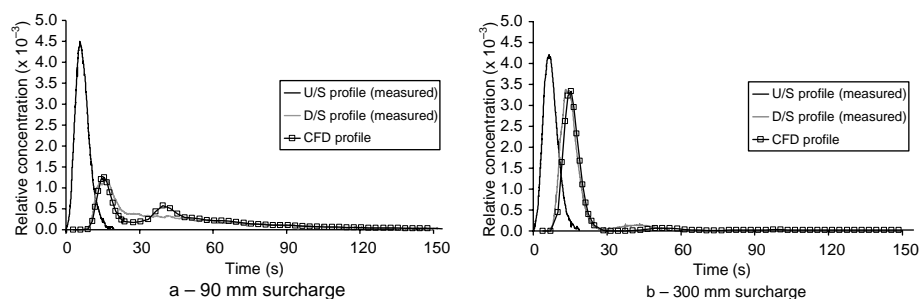 Relative concentration (x 10⁻³)
5.0
4.5
4.0
3.5
3.0
2.5
2.0
1.5
1.0
0.5
0.0
U/S profile (measured)
D/S profile (measured)
CFD profile
0 30 60 90 120 150
Time (s)
a – 90 mm surcharge
Relative concentration (x 10⁻³)
5.0
4.5
4.0
3.5
3.0
2.5
2.0
1.5
1.0
0.5
0.0
U/S profile (measured)
D/S profile (measured)
CFD profile
0 30 60 90 120 150
Time (s)
b – 300 mm surcharge